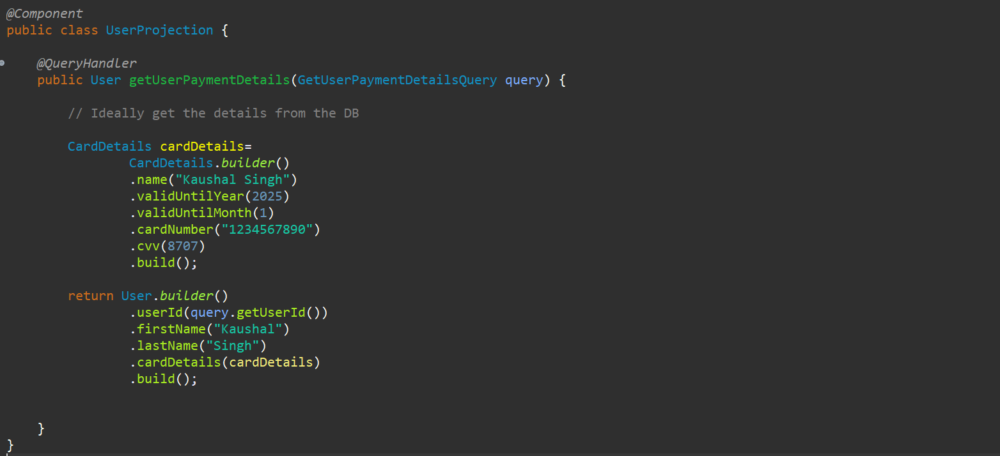 @Component
public class UserProjection {
@QueryHandler
public User getUserPaymentDetails(GetUserPaymentDetailsQuery query) {
// Ideally get the details from the DB
CardDetails cardDetails=
CardDetails.builder()
.name("Kaushal Singh")
.validUntilYear(2025)
.validUntilMonth(1)
.cardNumber("1234567890")
.cvv(8707)
.build();
return User.builder()
.userId(query.getUserId())
.firstName("Kaushal")
.lastName("Singh")
.cardDetails(cardDetails)
.build();
}
}